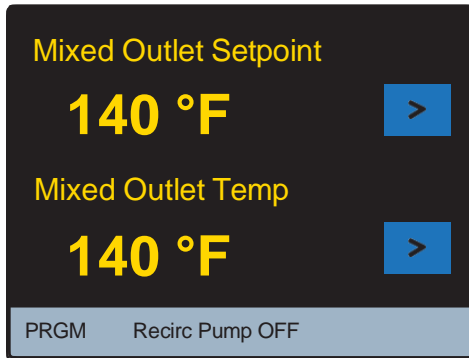 Mixed Outlet Setpoint
140 °F >
Mixed Outlet Temp
140 °F >
PRGM Recirc Pump OFF